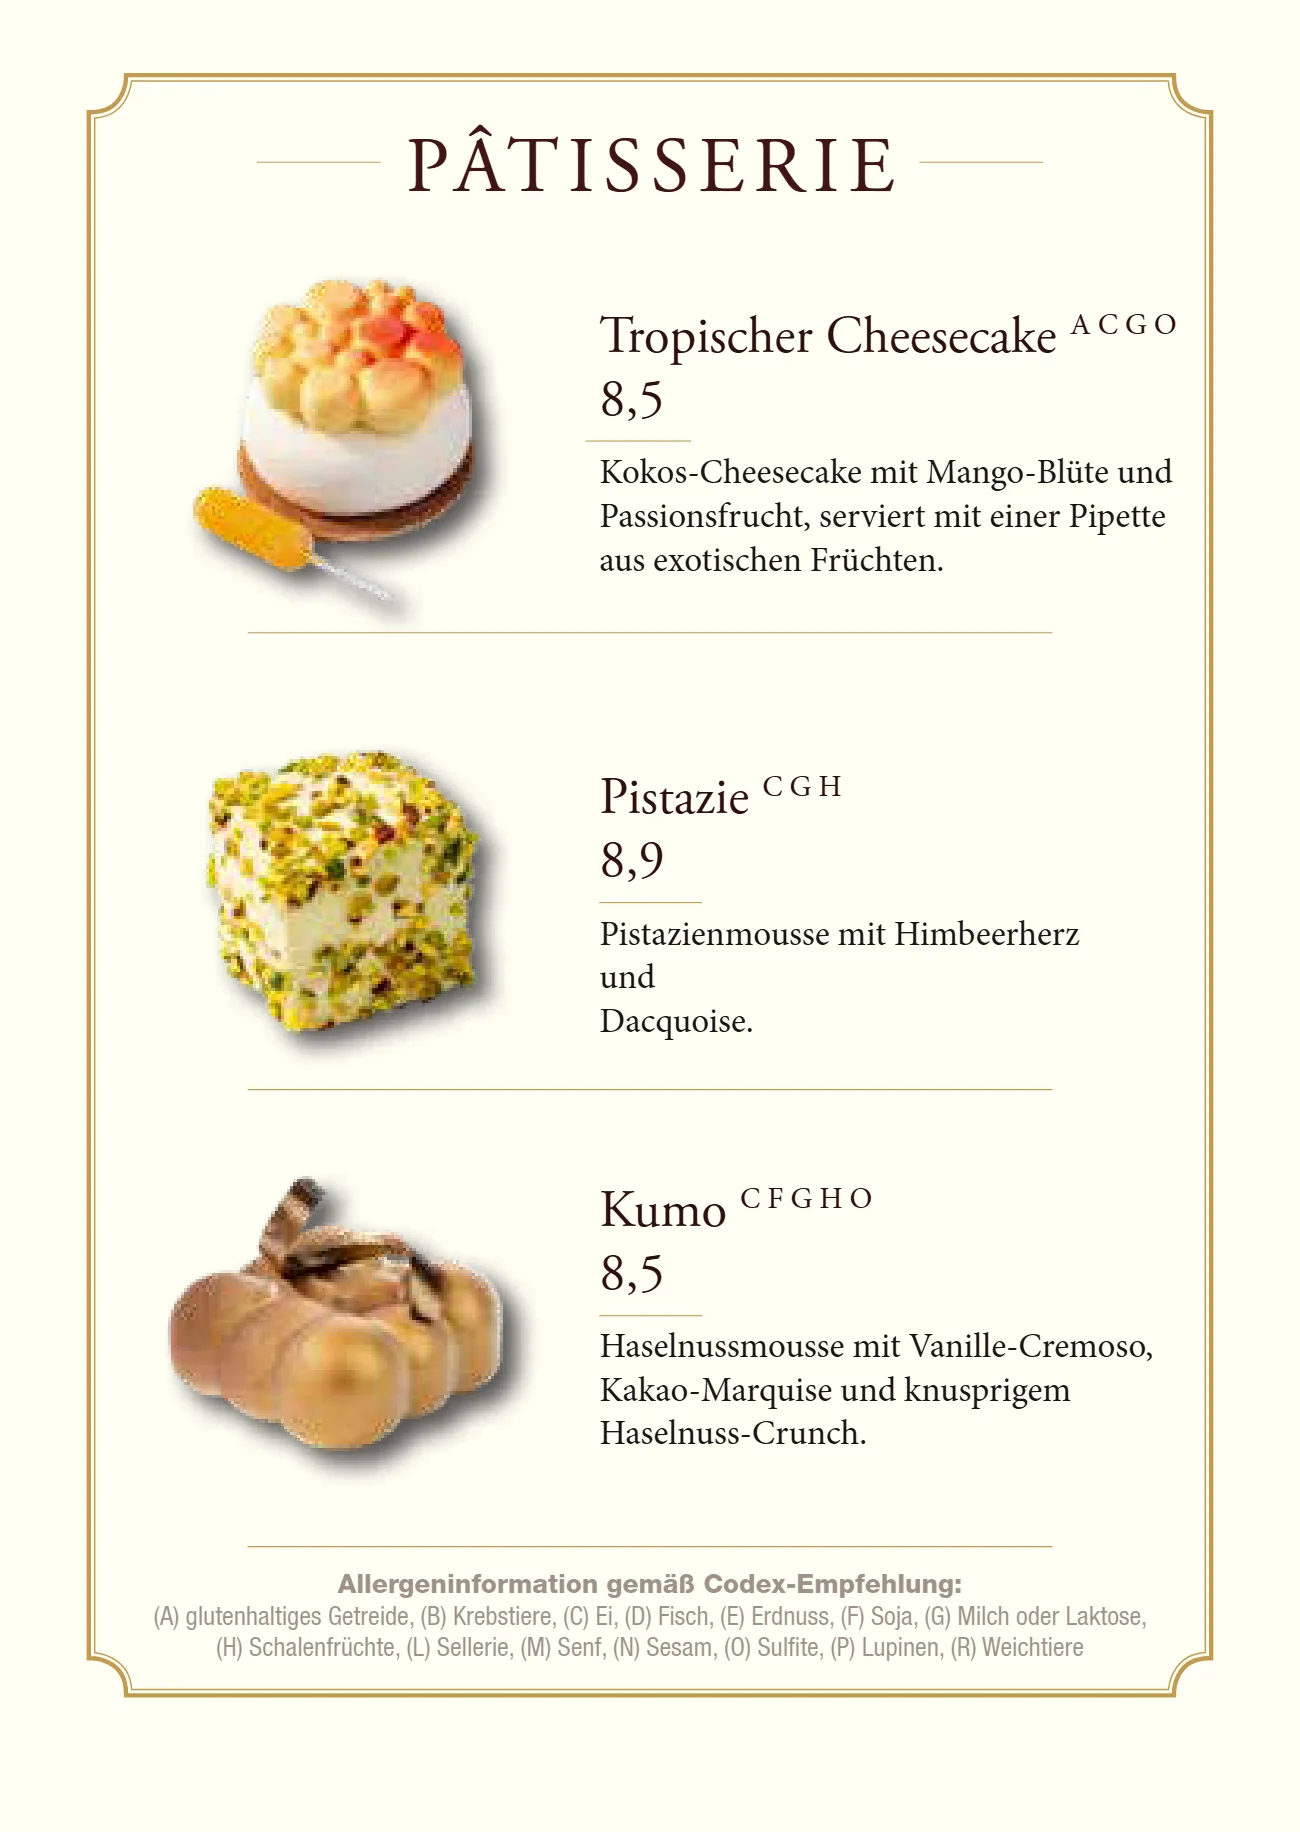 PÂTISSERIE
Tropischer Cheesecake A C G O
8,5
Kokos-Cheesecake mit Mango-Blüte und
Passionsfrucht, serviert mit einer Pipette
aus exotischen Früchten.
Pistazie C G H
8,9
Pistazienmousse mit Himbeerherz
und
Dacquoise.
Kumo C F G H O
8,5
Haselnussmousse mit Vanille-Cremoso,
Kakao-Marquise und knusprigem
Haselnuss-Crunch.
Allergeninformation gemäß Codex-Empfehlung:
(A) glutenhaltiges Getreide, (B) Krebstiere, (C) Ei, (D) Fisch, (E) Erdnuss, (F) Soja, (G) Milch oder Laktose,
(H) Schalenfrüchte, (L) Sellerie, (M) Senf, (N) Sesam, (O) Sulfite, (P) Lupinen, (R) Weichtiere